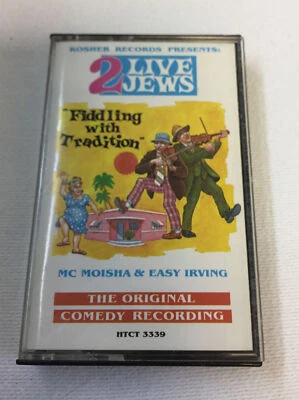 KOSHER RECORDS PRESENTS:
2 LIVE
JEWS
"Fiddling
with
Tradition"
MC MOISHA & EASY IRVING
THE ORIGINAL
COMEDY RECORDING
HTCT 3339